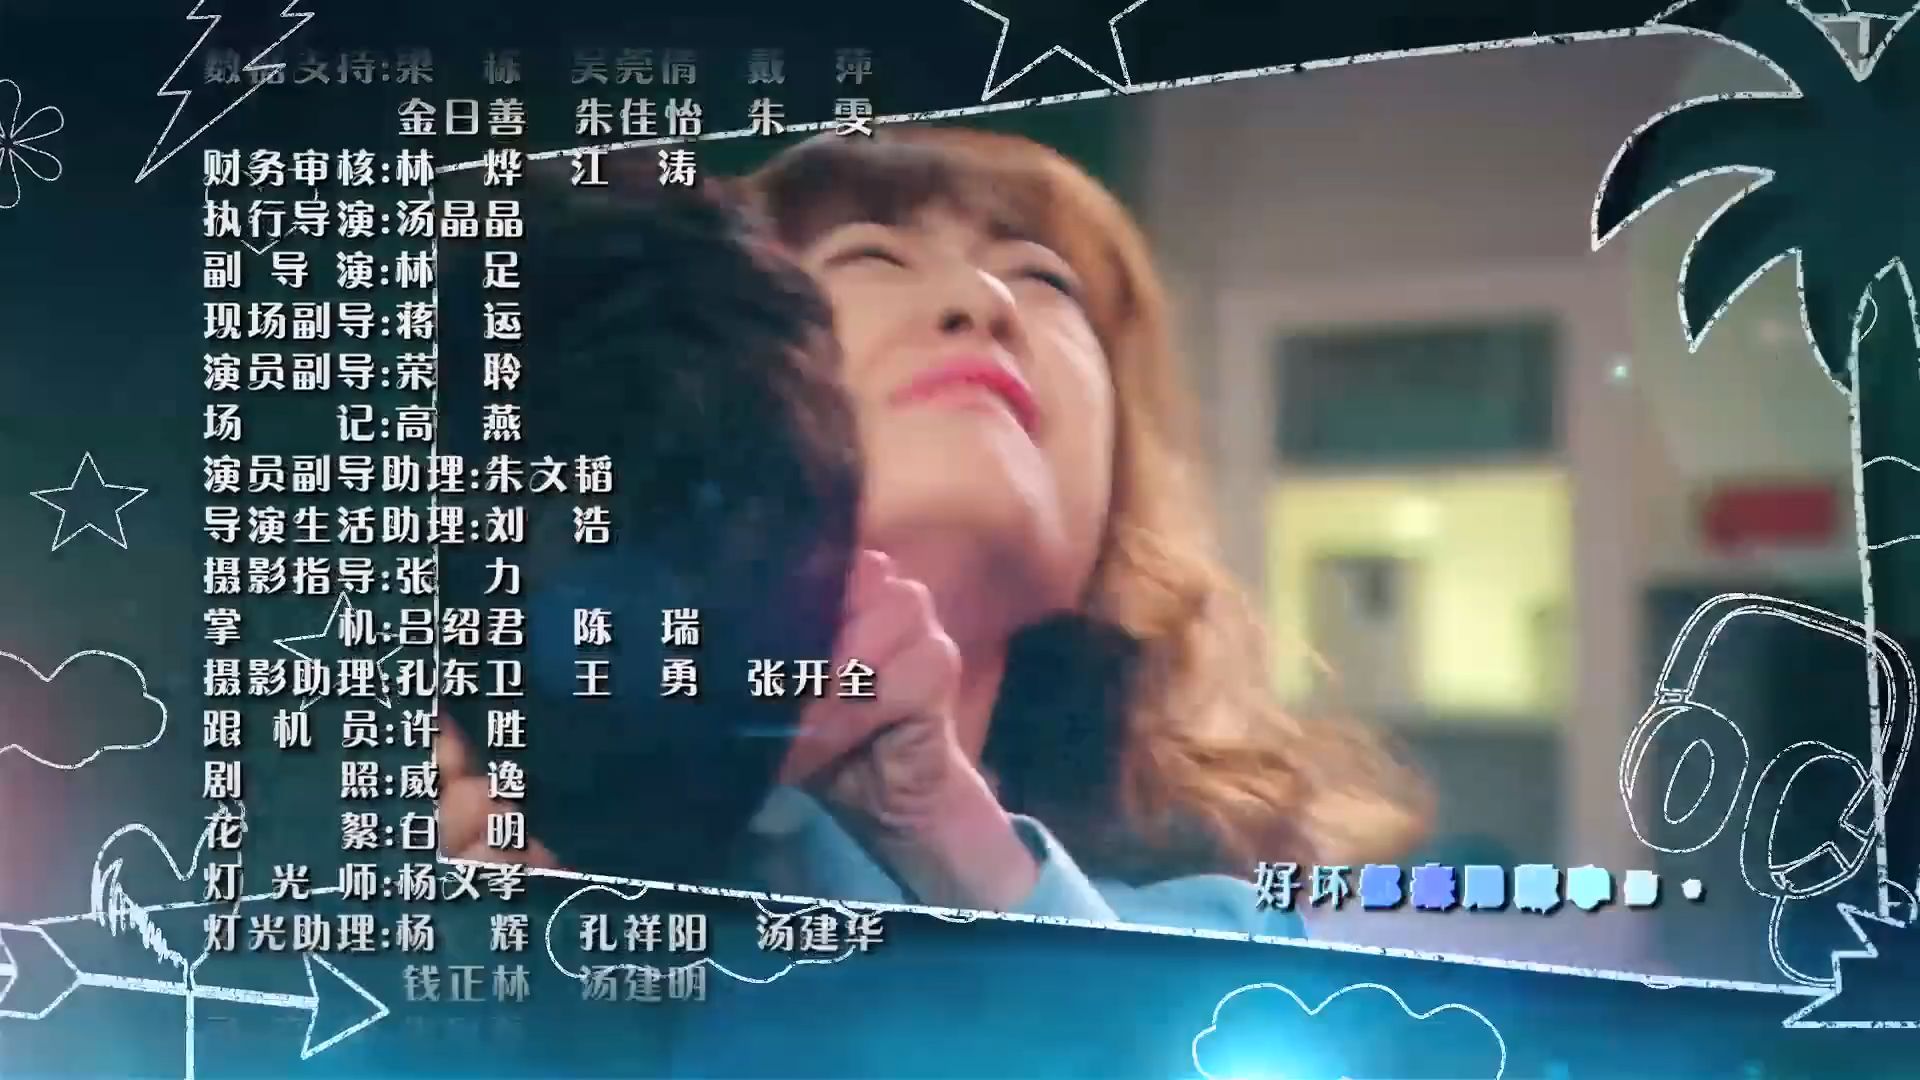 数据支持:梁 栎 吴莞倩 戴 萍
金日善 朱佳怡 朱 雯
财务审核:林 烨 江 涛
执行导演:汤晶晶
副导演:林 足
现场副导:蒋 运
演员副导:荣 聆
场 记:高 燕
演员副导助理:朱文韬
导演生活助理:刘 浩
摄影指导:张 力
掌 机:吕绍君 陈 瑞
摄影助理:孔东卫 王 勇 张开全
跟机员:许 胜
剧 照:威 逸
花 絮:白 明
灯光师:杨义孝
灯光助理:杨 辉 孔祥阳 汤建华
钱正林 汤建明
好坏都